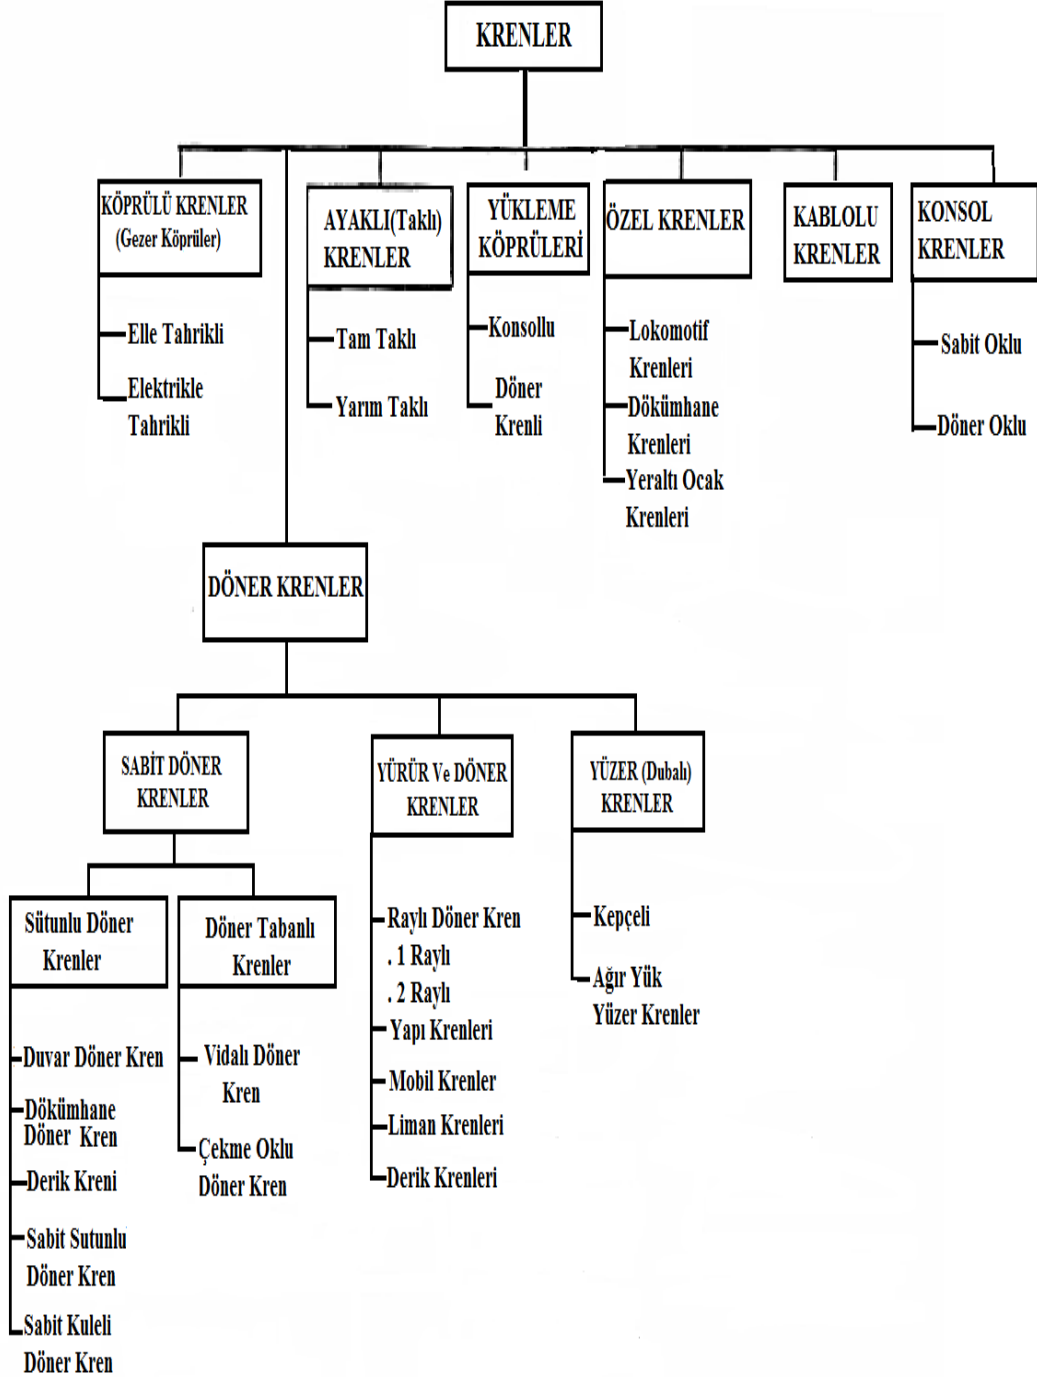 KRENLER
KÖPRÜLÜ KRENLER
(Gezer Köprüler)
Elle Tahrikli
Elektrikle
Tahrikli
AYAKLI(Taklı)
KRENLER
Tam Taklı
Yarım Taklı
YÜKLEME
KÖPRÜLERİ
Konsollu
Döner
Krenli
ÖZEL KRENLER
Lokomotif
Krenleri
Dökümhane
Krenleri
Yeraltı Ocak
Krenleri
KABLOLU
KRENLER
KONSOL
KRENLER
Sabit Oklu
Döner Oklu
DÖNER KRENLER
SABİT DÖNER
KRENLER
Sütunlu Döner
Krenler
Duvar Döner Kren
Dökümhane
Döner Kren
Derik Kreni
Sabit Sutunlu
Döner Kren
Sabit Kuleli
Döner Kren
Döner Tabanlı
Krenler
Vidalı Döner
Kren
Çekme Oklu
Döner Kren
YÜRÜR Ve DÖNER
KRENLER
Raylı Döner Kren
. 1 Raylı
. 2 Raylı
Yapı Krenleri
Mobil Krenler
Liman Krenleri
Derik Krenleri
YÜZER (Dubalı)
KRENLER
Kepçeli
Ağır Yük
Yüzer Krenler